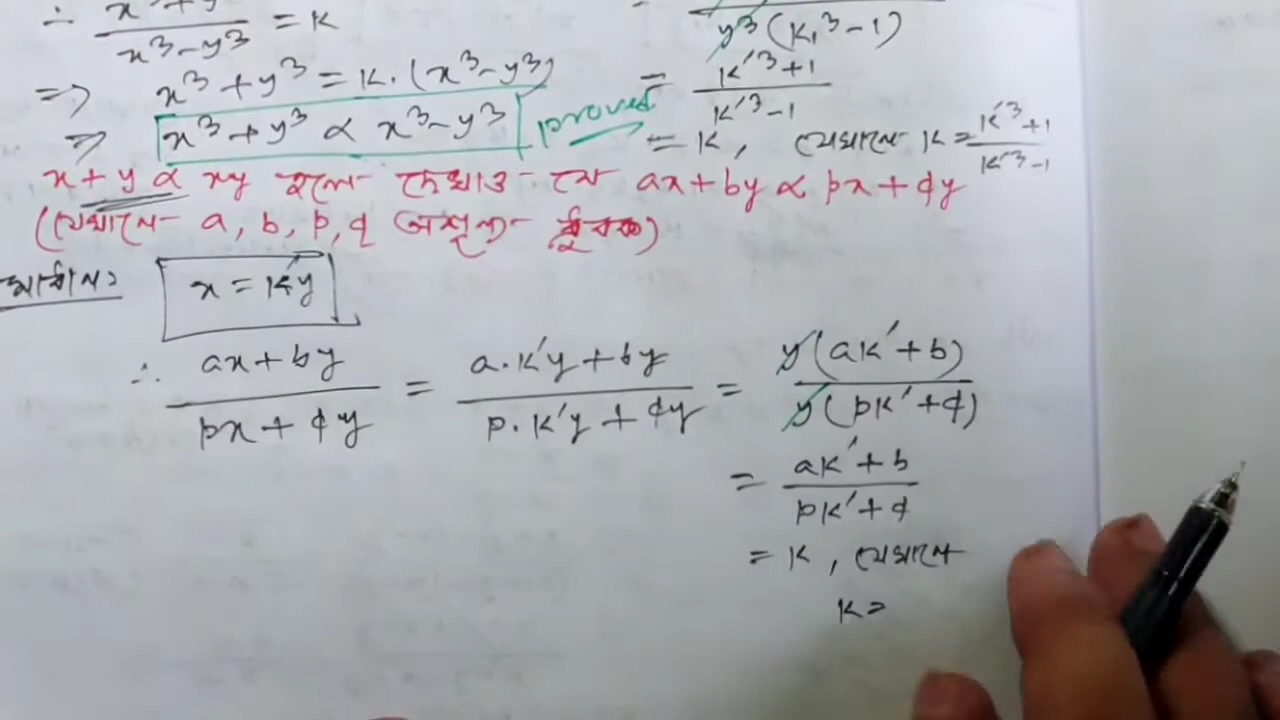 ∴ x³+y³/x³-y³ = K
y³(K'³-1)
=> x³+y³ = K.(x³-y³)
= K'³+1/K'³-1
=> x³+y³ ∝ x³-y³ proved
= K, যেখানে K = K'³+1/K'³-1
x+y ∝ xy হলে দেখাও যে ax+by ∝ px+qy
(যেখানে a, b, p, q অশূন্য ধ্রুবক)
সমাধান:
x = K'y
∴ ax+by/px+qy = a.K'y+by/p.K'y+qy = y(aK'+b)/y(pK'+q)
= aK'+b/pK'+q
= K, যেখানে
K =